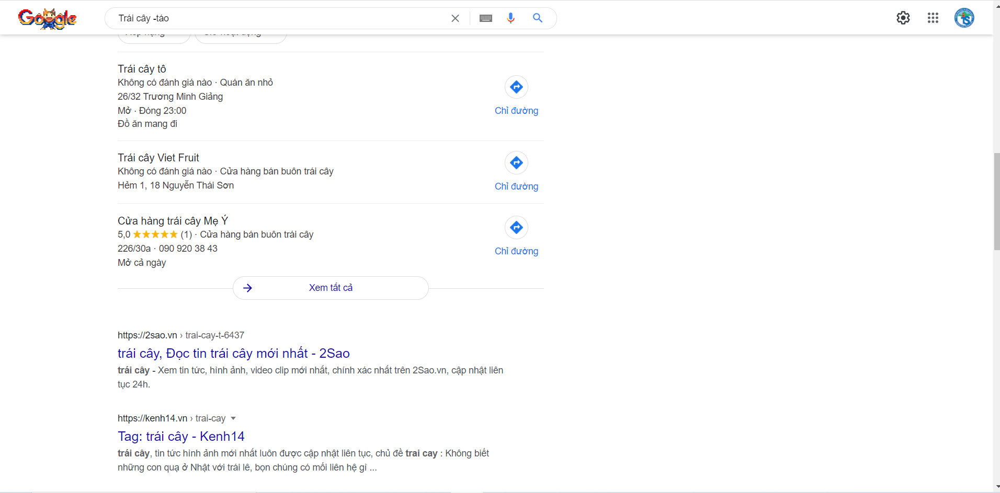 Google
Trái cây -táo
Trái cây tô
Không có đánh giá nào · Quán ăn nhỏ
26/32 Trương Minh Giảng
Mở · Đóng 23:00
Đồ ăn mang đi
Chỉ đường
Trái cây Viet Fruit
Không có đánh giá nào · Cửa hàng bán buôn trái cây
Hẻm 1, 18 Nguyễn Thái Sơn
Chỉ đường
Cửa hàng trái cây Mẹ Ý
5,0 ★★★★★ (1) · Cửa hàng bán buôn trái cây
226/30a · 090 920 38 43
Mở cả ngày
Chỉ đường
Xem tất cả
https://2sao.vn › trai-cay-t-6437
trái cây, Đọc tin trái cây mới nhất - 2Sao
trái cây - Xem tin tức, hình ảnh, video clip mới nhất, chính xác nhất trên 2Sao.vn, cập nhật liên
tục 24h.
https://kenh14.vn › trai-cay
Tag: trái cây - Kenh14
trái cây, tin tức hình ảnh mới nhất luôn được cập nhật liên tục, chủ đề trai cay : Không biết
những con quạ ở Nhật với trái lê, bọn chúng có mối liên hệ gì ...